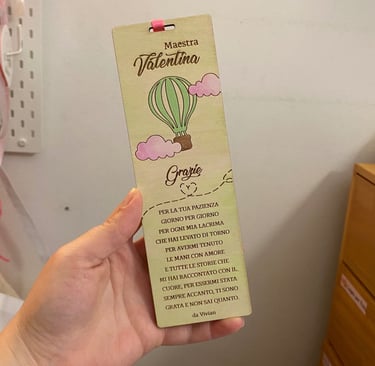 Maestra
Valentina
Grazie
V
PER LA TUA PAZIENZA
GIORNO PER GIORNO
PER OGNI MIA LACRIMA
CHE HAI LEVATO DI TORNO
PER AVERMI TENUTO
LE MANI CON AMORE
E TUTTE LE STORIE CHE
MI HAI RACCONTATO CON IL
CUORE, PER ESSERMI STATA
SEMPRE ACCANTO, TI SONO
GRATA E NON SAI QUANTO.
da Vivian